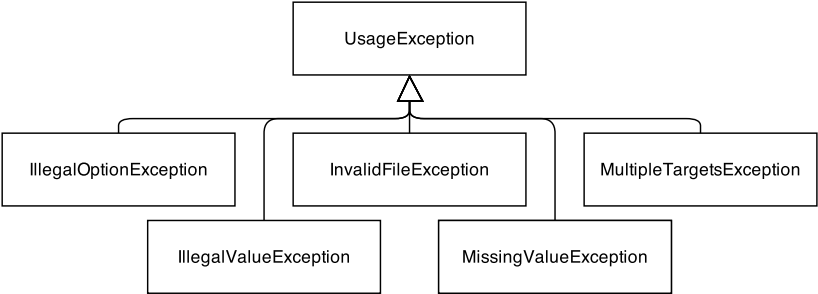 UsageException
IllegalOptionException
InvalidFileException
MultipleTargetsException
IllegalValueException
MissingValueException